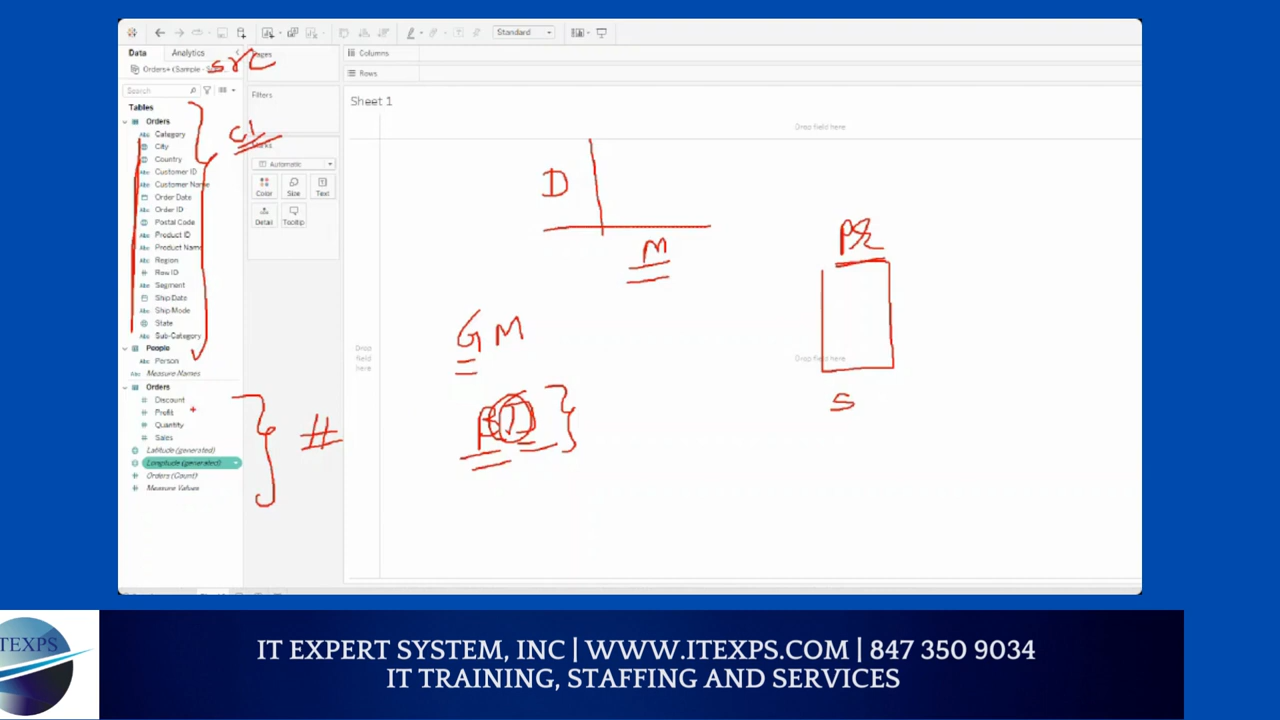 Standard
Data
Analytics
Pages
Columns
Orders+ (Sample - S
src
Rows
Search
Filters
Sheet 1
Tables
Orders
Drop field here
Category
City
Country
Automatic
Customer ID
Customer Name
Color
Size
Text
D
Order Date
Order ID
Postal Code
Detail
Tooltip
Product ID
Product Name
M
Region
Row ID
Segment
Ship Date
Ship Mode
State
G M
Sub-Category
People
Drop field here
Drop field here
Person
Measure Names
Orders
Discount
S
Profit
Quantity
#
Sales
Latitude (generated)
Longitude (generated)
Orders (Count)
Measure Values
TEXPS
IT EXPERT SYSTEM, INC | WWW.ITEXPS.COM | 847 350 9034
IT TRAINING, STAFFING AND SERVICES